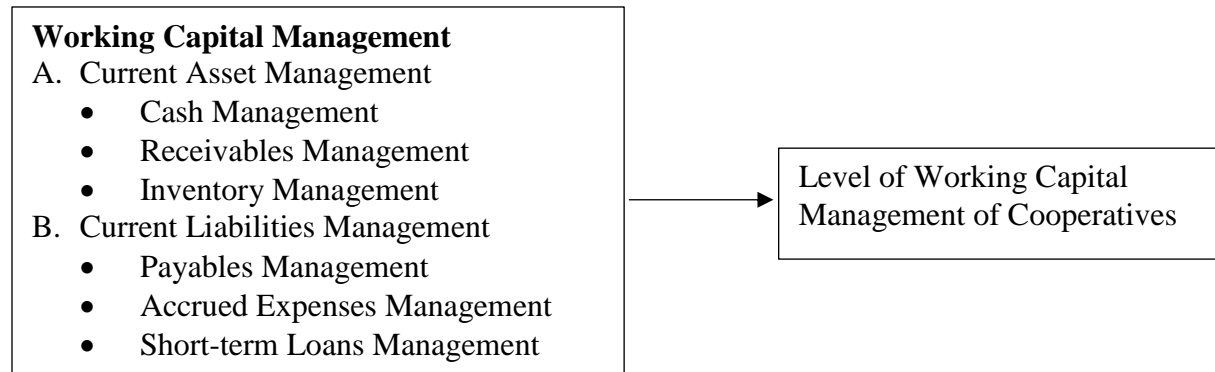 Working Capital Management
A. Current Asset Management
• Cash Management
• Receivables Management
• Inventory Management
B. Current Liabilities Management
• Payables Management
• Accrued Expenses Management
• Short-term Loans Management
Level of Working Capital
Management of Cooperatives